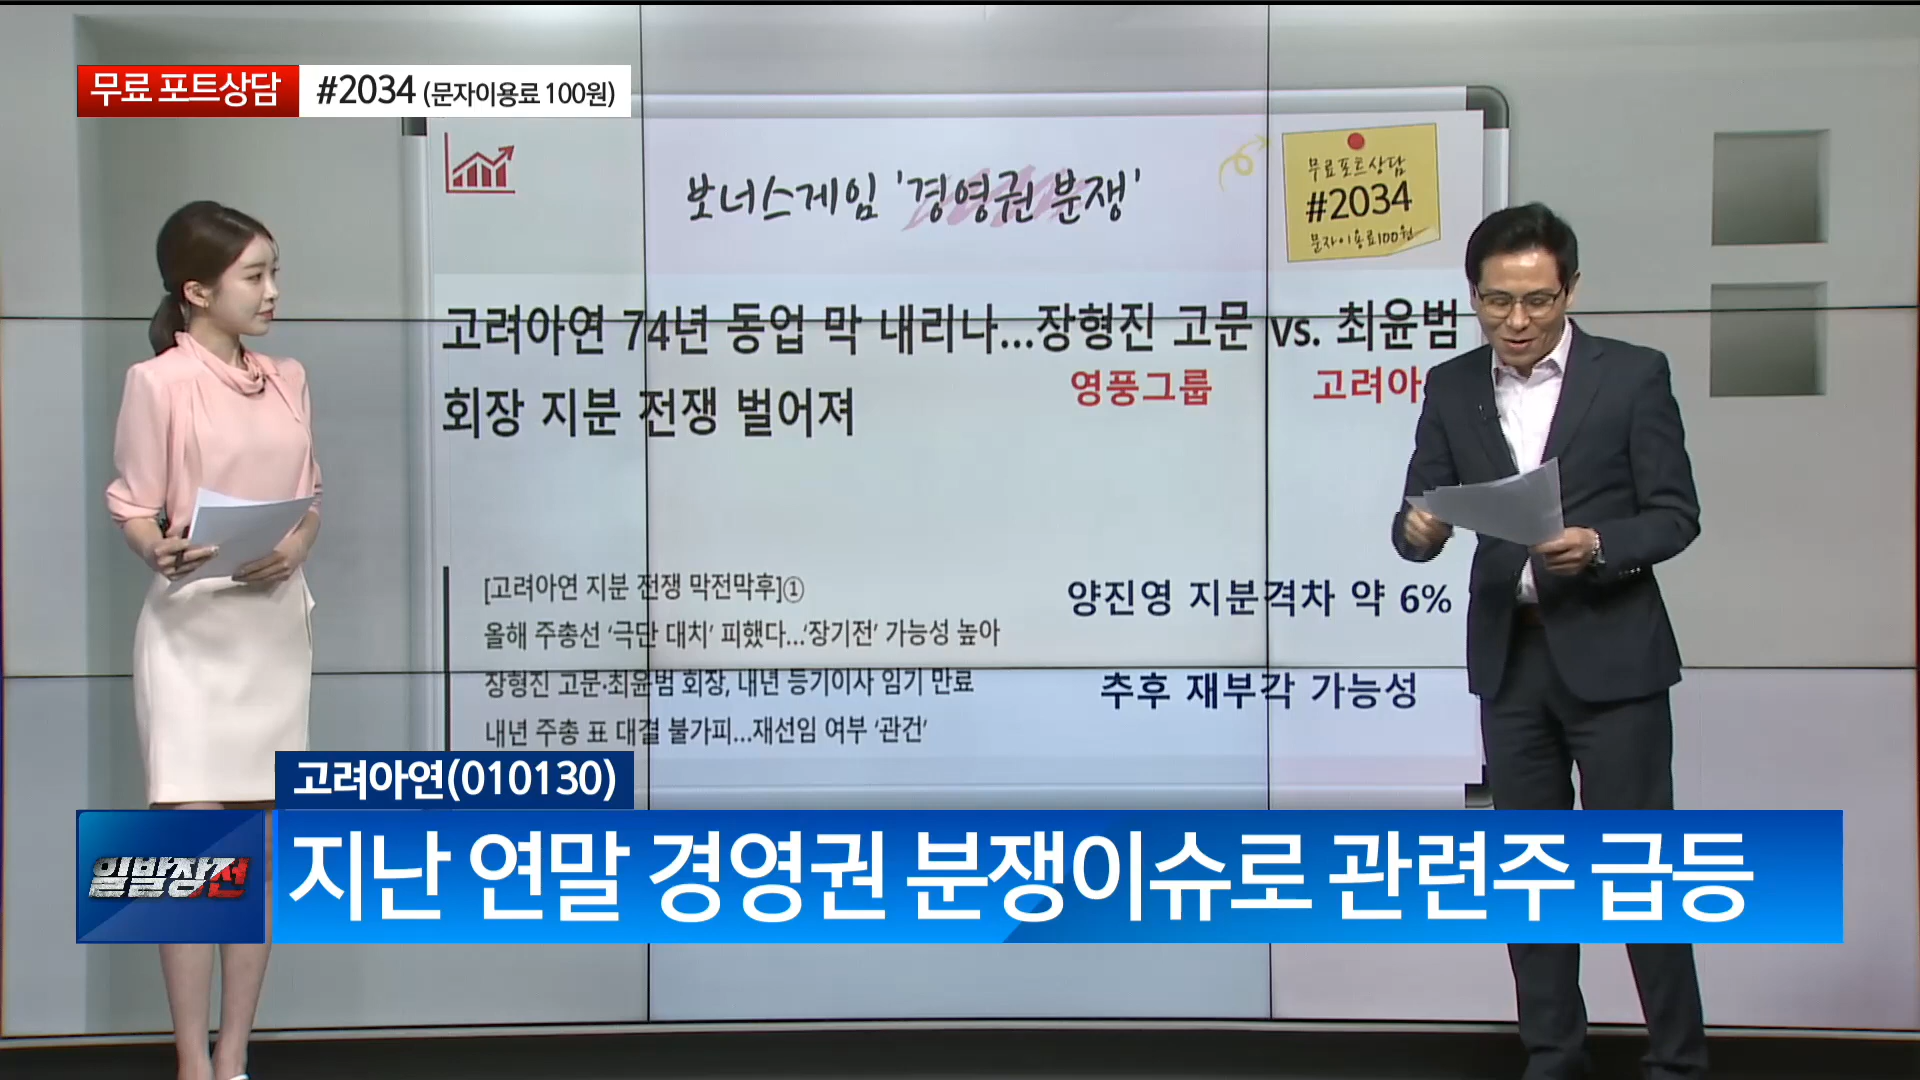 무료 포트상담 #2034 (문자이용료 100원)
보너스게임 '경영권 분쟁'
무료포트상담
#2034
문자이용료100원
고려아연 74년 동업 막 내리나...장형진 고문 vs. 최윤범
영풍그룹 고려아
회장 지분 전쟁 벌어져
[고려아연 지분 전쟁 막전막후]①
올해 주총선 ‘극단 대치’ 피했다...‘장기전’ 가능성 높아
장형진 고문·최윤범 회장, 내년 등기이사 임기 만료
내년 주총 표 대결 불가피...재선임 여부 ‘관건’
양진영 지분격차 약 6%
추후 재부각 가능성
고려아연(010130)
일발장전
지난 연말 경영권 분쟁이슈로 관련주 급등